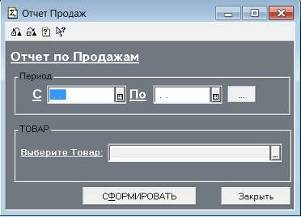 Отчет Продаж
Отчет по Продажам
Период
С . . По . . ...
ТОВАР
Выберите Товар: ...
СФОРМИРОВАТЬ Закрыть